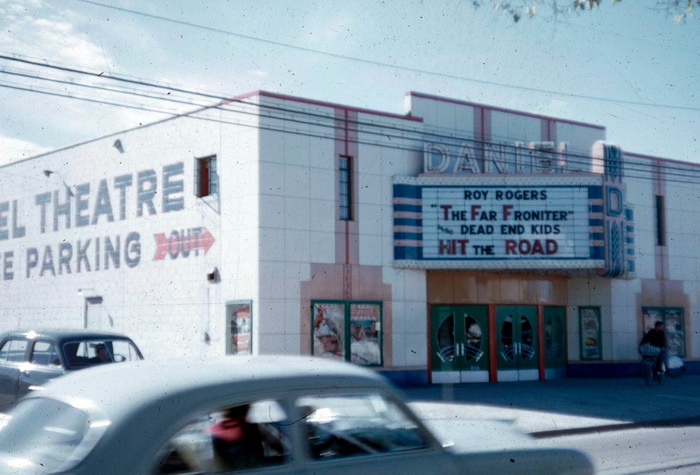 EL THEATRE
E PARKING OUT
DANIEL
ROY ROGERS
"THE FAR FRONITER"
DEAD END KIDS
HIT THE ROAD